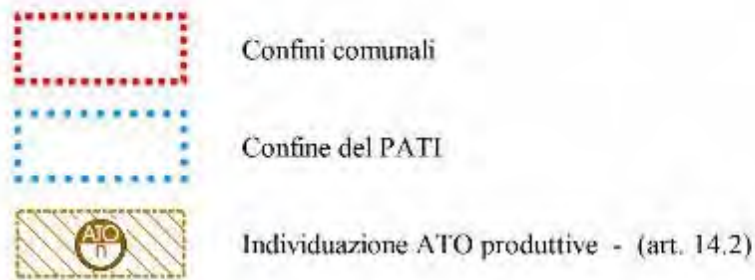 Confini comunali
Confine del PATI
ATO
n
Individuazione ATO produttive - (art. 14.2)